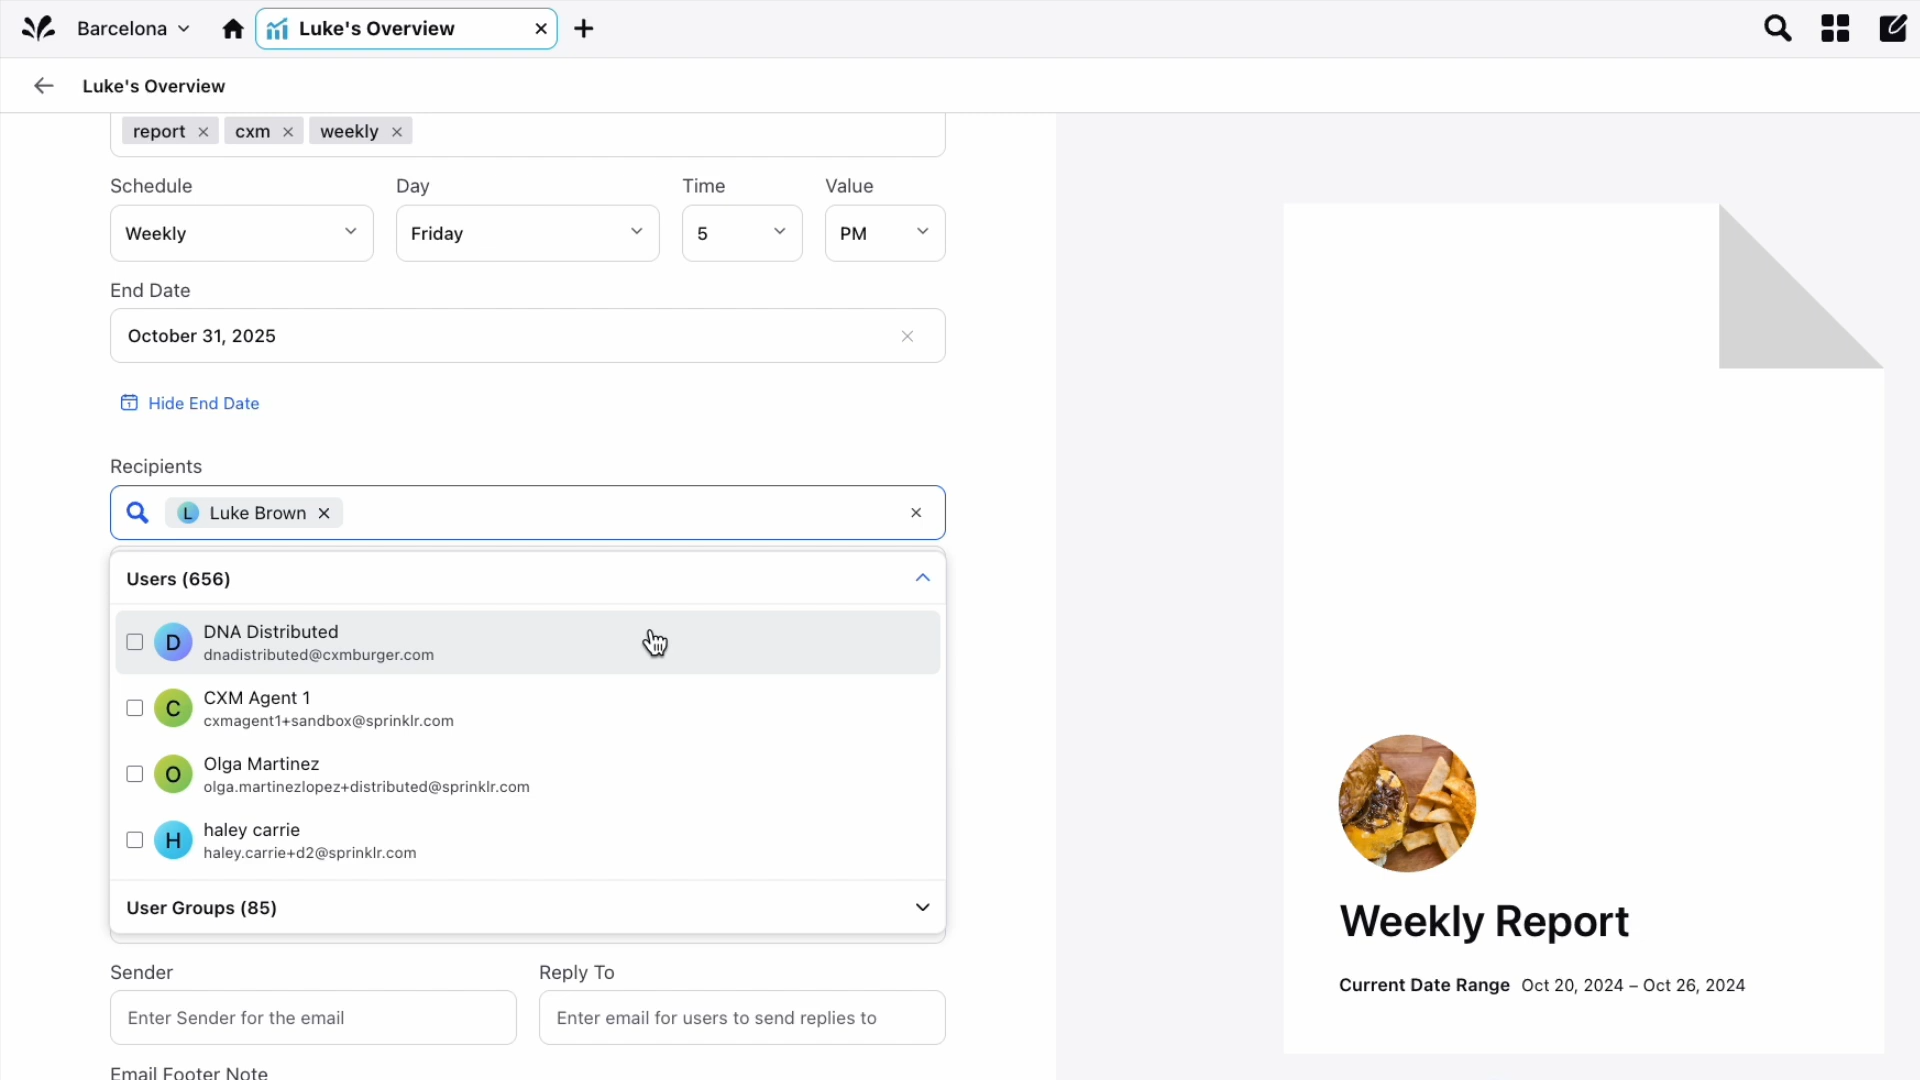 Barcelona
Luke's Overview
Luke's Overview
report
cxm
weekly
Schedule
Day
Time
Value
Weekly
Friday
5
PM
End Date
October 31, 2025
Hide End Date
Recipients
L
Luke Brown
Users (656)
D
DNA Distributed
dnadistributed@cxmburger.com
C
CXM Agent 1
cxmagent1+sandbox@sprinklr.com
O
Olga Martinez
olga.martinezlopez+distributed@sprinklr.com
H
haley carrie
haley.carrie+d2@sprinklr.com
User Groups (85)
Sender
Reply To
Enter Sender for the email
Enter email for users to send replies to
Email Footer Note
Weekly Report
Current Date Range Oct 20, 2024 – Oct 26, 2024